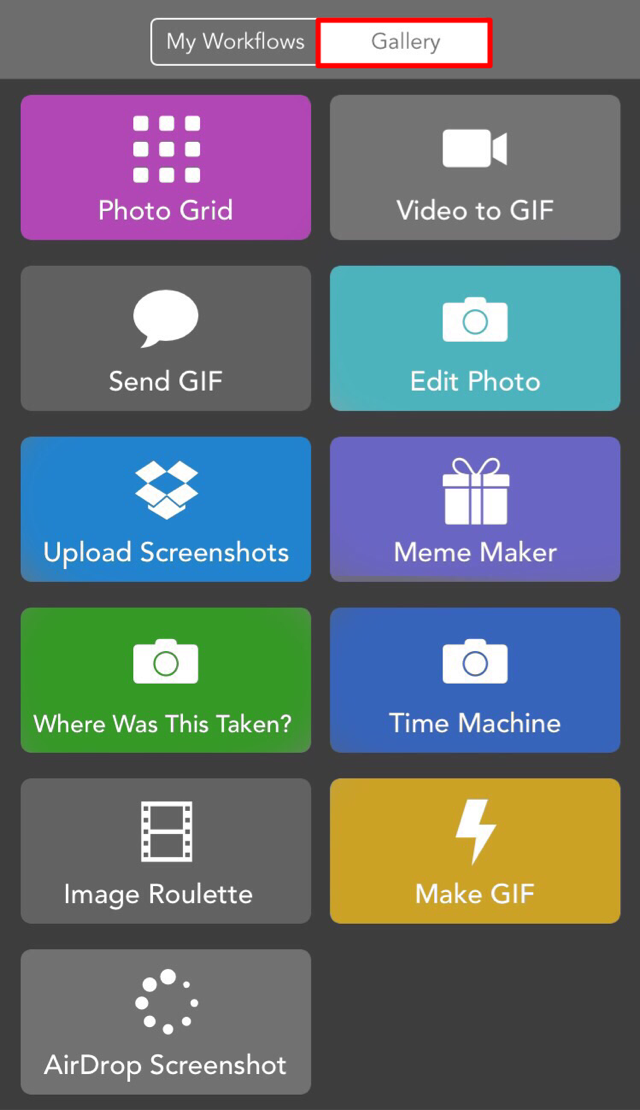 My Workflows
Gallery
Photo Grid
Video to GIF
Send GIF
Edit Photo
Upload Screenshots
Meme Maker
Where Was This Taken?
Time Machine
Image Roulette
Make GIF
AirDrop Screenshot